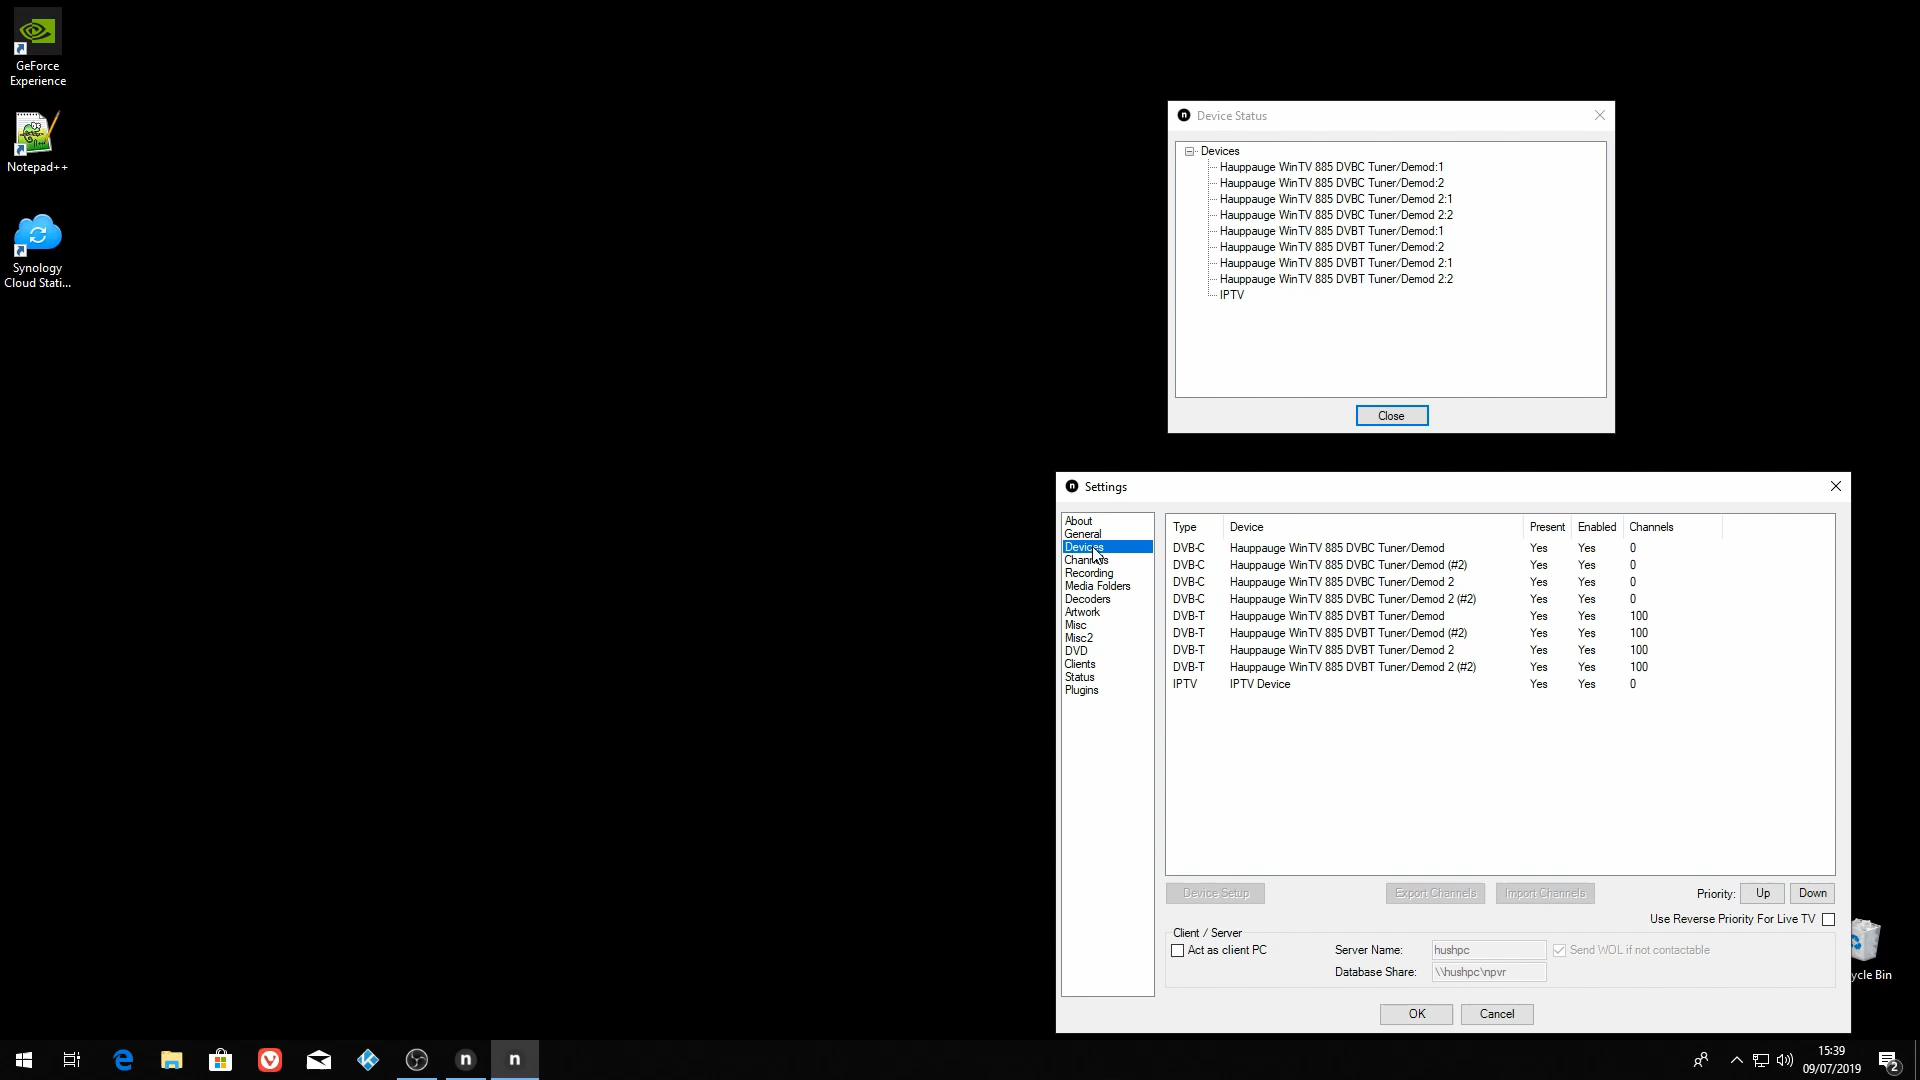 GeForce
Experience
Notepad++
Synology
Cloud Stati...
Device Status
Devices
Hauppauge WinTV 885 DVBC Tuner/Demod:1
Hauppauge WinTV 885 DVBC Tuner/Demod:2
Hauppauge WinTV 885 DVBC Tuner/Demod 2:1
Hauppauge WinTV 885 DVBC Tuner/Demod 2:2
Hauppauge WinTV 885 DVBT Tuner/Demod:1
Hauppauge WinTV 885 DVBT Tuner/Demod:2
Hauppauge WinTV 885 DVBT Tuner/Demod 2:1
Hauppauge WinTV 885 DVBT Tuner/Demod 2:2
IPTV
Close
Settings
About
General
Devices
Channels
Recording
Media Folders
Decoders
Artwork
Misc
Misc2
DVD
Clients
Status
Plugins
Type Device Present Enabled Channels
DVB-C Hauppauge WinTV 885 DVBC Tuner/Demod Yes Yes 0
DVB-C Hauppauge WinTV 885 DVBC Tuner/Demod (#2) Yes Yes 0
DVB-C Hauppauge WinTV 885 DVBC Tuner/Demod 2 Yes Yes 0
DVB-C Hauppauge WinTV 885 DVBC Tuner/Demod 2 (#2) Yes Yes 0
DVB-T Hauppauge WinTV 885 DVBT Tuner/Demod Yes Yes 100
DVB-T Hauppauge WinTV 885 DVBT Tuner/Demod (#2) Yes Yes 100
DVB-T Hauppauge WinTV 885 DVBT Tuner/Demod 2 Yes Yes 100
DVB-T Hauppauge WinTV 885 DVBT Tuner/Demod 2 (#2) Yes Yes 100
IPTV IPTV Device Yes Yes 0
Device Setup Export Channels Import Channels Priority: Up Down
Use Reverse Priority For Live TV
Client / Server
Act as client PC Server Name: hushpc Send WOL if not contactable
Database Share: \\hushpc\npvr
OK Cancel
ycle Bin
15:39
09/07/2019
2